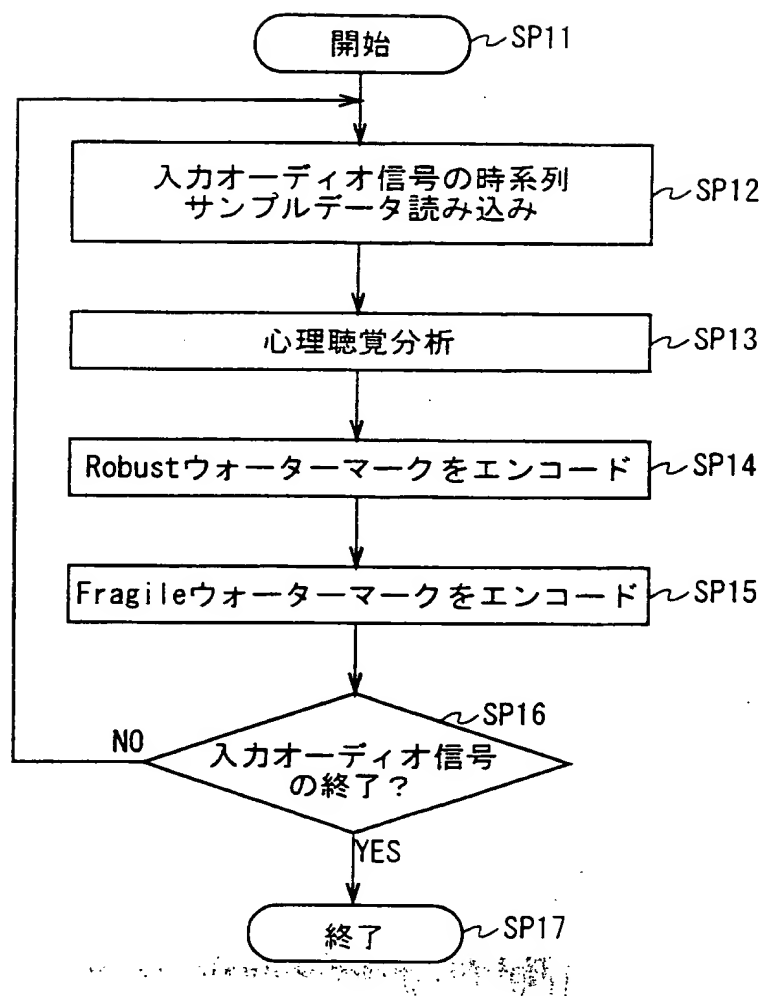 開始
SP11
入力オーディオ信号の時系列
サンプルデータ読み込み
SP12
心理聴覚分析
SP13
Robustウォーターマークをエンコード
SP14
Fragileウォーターマークをエンコード
SP15
SP16
NO
入力オーディオ信号
の終了?
YES
終了
SP17